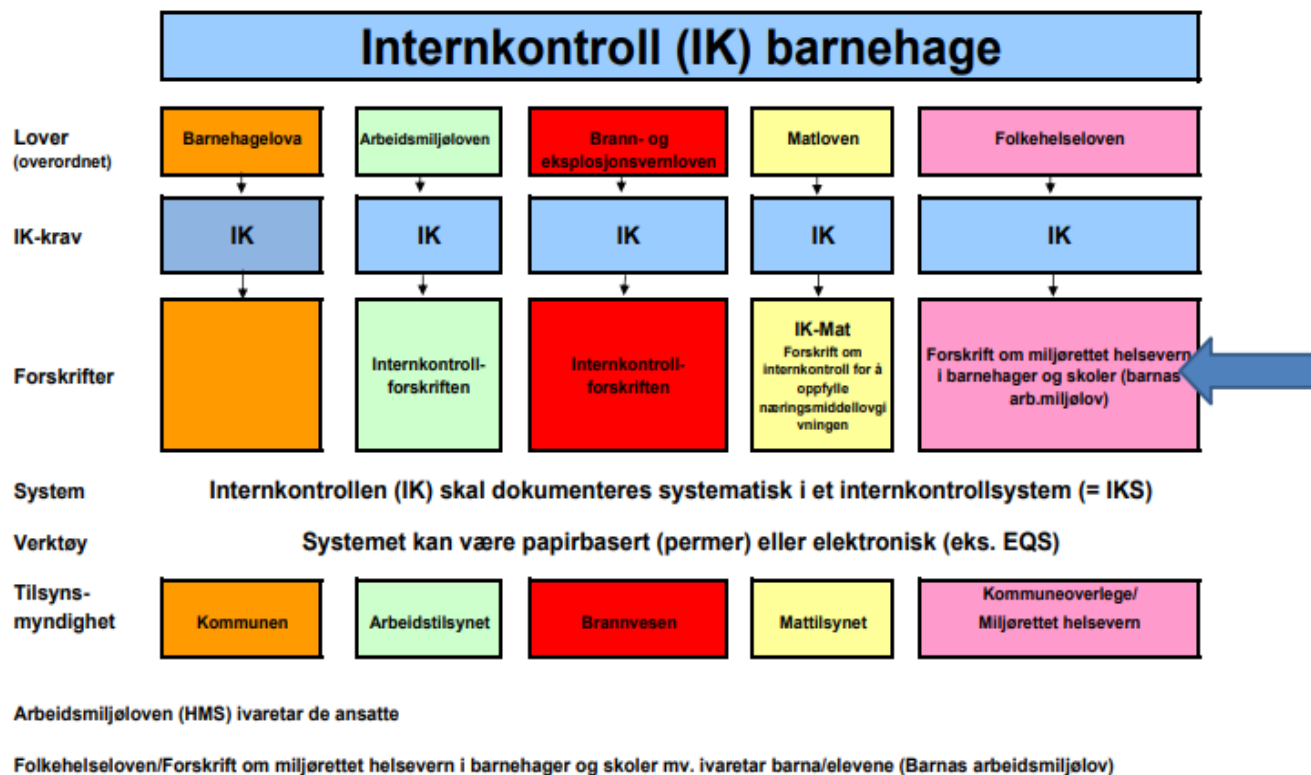 Internkontroll (IK) barnehage
Lover
(overordnet)
Barnehagelova
Arbeidsmiljøloven
Brann- og
eksplosjonsvernloven
Matloven
Folkehelseloven
IK-krav
IK
IK
IK
IK
IK
Forskrifter
Internkontroll-
forskriften
Internkontroll-
forskriften
IK-Mat
Forskrift om
internkontroll for å
oppfylle
næringsmiddellovgi
vningen
Forskrift om miljørettet helsevern
i barnehager og skoler (barnas
arb.miljølov)
System
Internkontrollen (IK) skal dokumenteres systematisk i et internkontrollsystem (= IKS)
Verktøy
Systemet kan være papirbasert (permer) eller elektronisk (eks. EQS)
Tilsyns-
myndighet
Kommunen
Arbeidstilsynet
Brannvesen
Mattilsynet
Kommuneoverlege/
Miljørettet helsevern
Arbeidsmiljøloven (HMS) ivaretar de ansatte
Folkehelseloven/Forskrift om miljørettet helsevern i barnehager og skoler mv. ivaretar barna/elevene (Barnas arbeidsmiljølov)